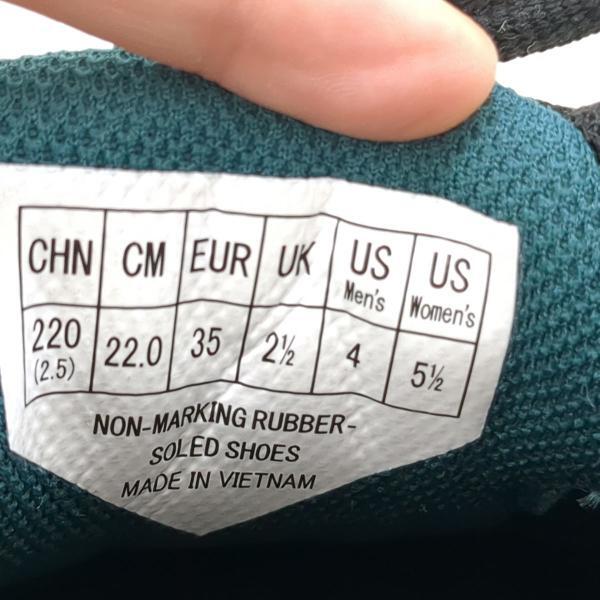 CHN CM EUR UK US Men's US Women's
220 (2.5) 22.0 35 2½ 4 5½
NON-MARKING RUBBER-
SOLED SHOES
MADE IN VIETNAM